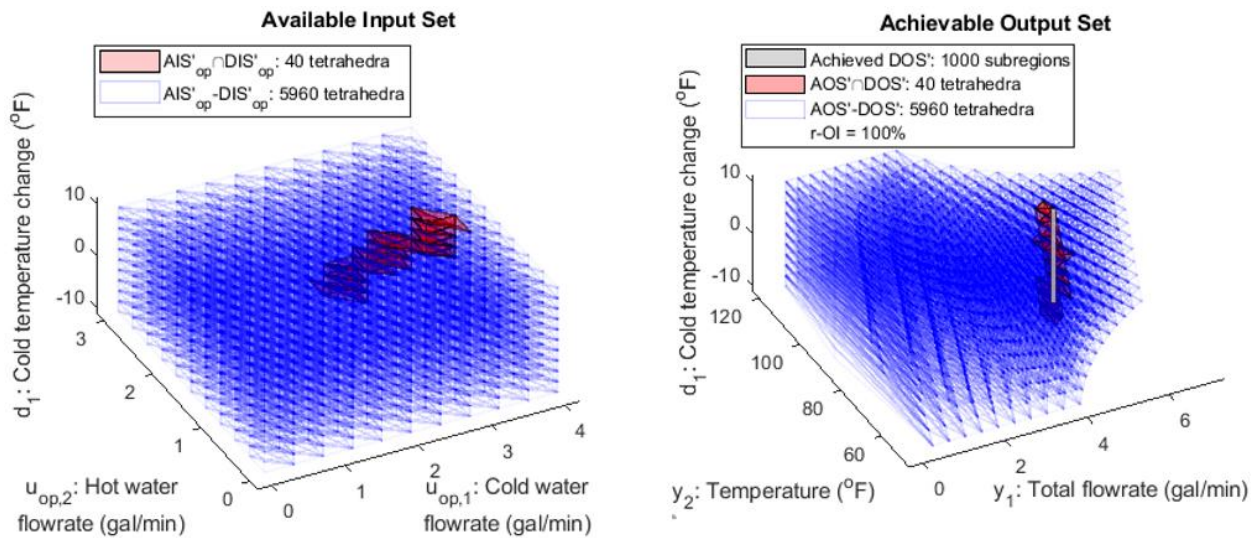 Available Input Set
AIS'op∩DIS'op: 40 tetrahedra
AIS'op-DIS'op: 5960 tetrahedra
d1: Cold temperature change (°F)
10
0
-10
3
2
1
0
0
1
2
3
4
uop,2: Hot water
flowrate (gal/min)
uop,1: Cold water
flowrate (gal/min)
Achievable Output Set
Achieved DOS': 1000 subregions
AOS'∩DOS': 40 tetrahedra
AOS'-DOS': 5960 tetrahedra
r-OI = 100%
d1: Cold temperature change (°F)
10
0
-10
120
100
80
60
0
2
4
6
y2: Temperature (°F)
y1: Total flowrate (gal/min)